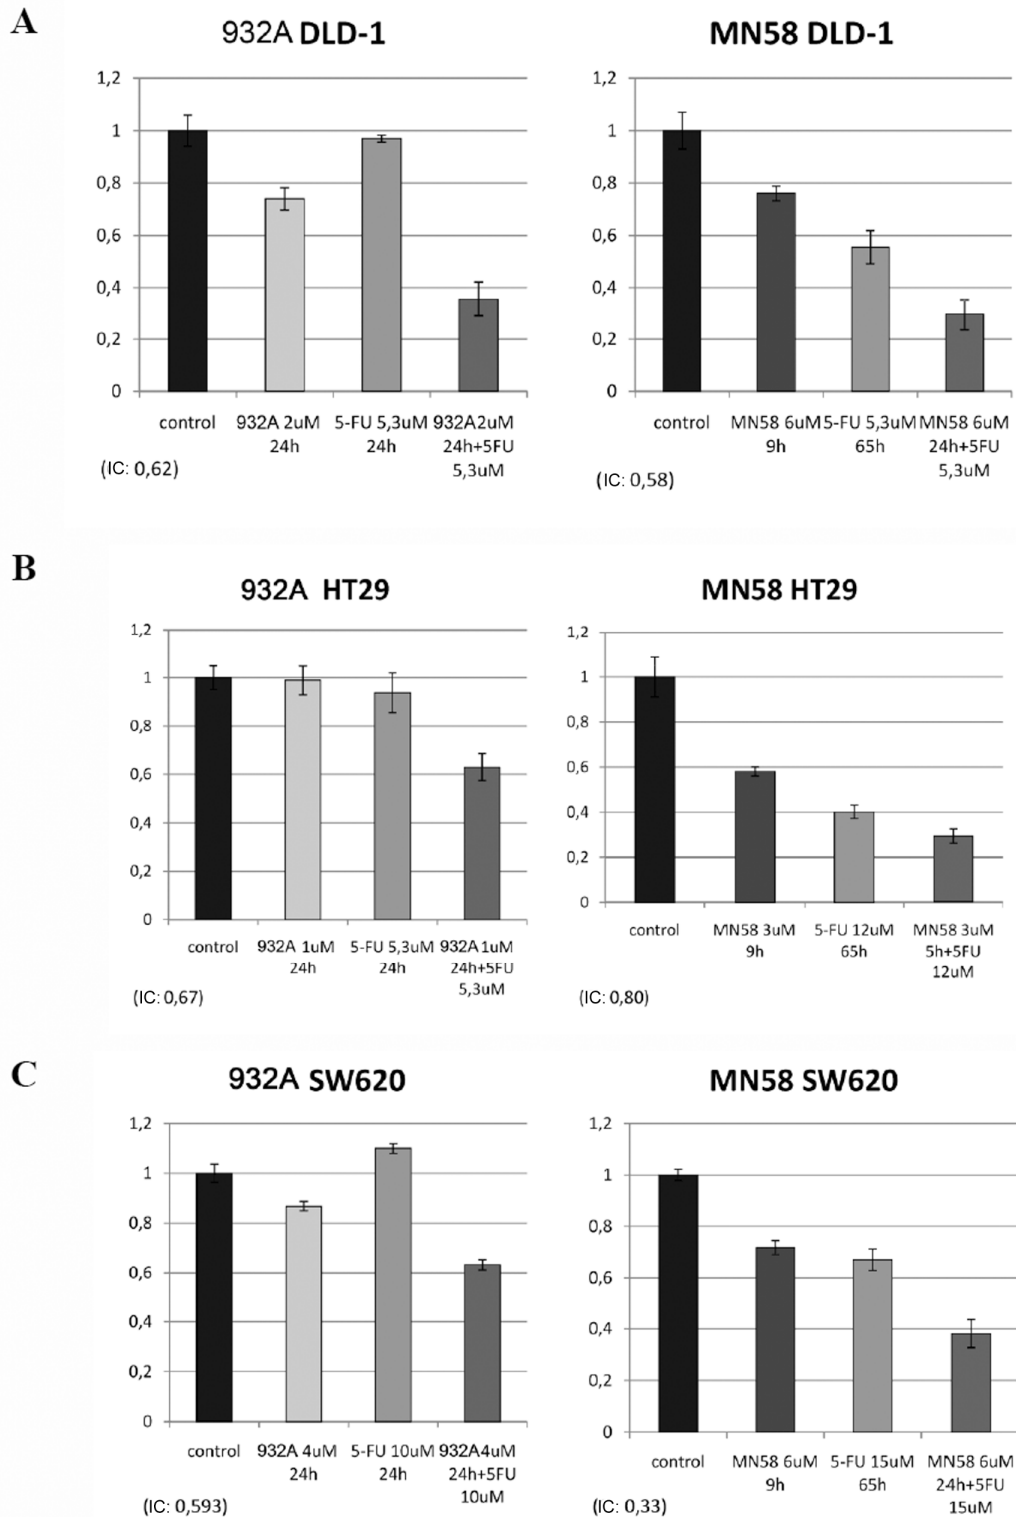 A
932A DLD-1
1,2
1
0,8
0,6
0,4
0,2
0
control
932A 2uM
24h
5-FU 5,3uM
24h
932A2uM
24h+5FU
5,3uM
(IC: 0,62)
MN58 DLD-1
1,2
1
0,8
0,6
0,4
0,2
0
control
MN58 6uM
9h
5-FU 5,3uM
65h
MN58 6uM
24h+5FU
5,3uM
(IC: 0,58)
B
932A HT29
1,2
1
0,8
0,6
0,4
0,2
0
control
932A 1uM
24h
5-FU 5,3uM
24h
932A 1uM
24h+5FU
5,3uM
(IC: 0,67)
MN58 HT29
1,2
1
0,8
0,6
0,4
0,2
0
control
MN58 3uM
9h
5-FU 12uM
65h
MN58 3uM
5h+5FU
12uM
(IC: 0,80)
C
932A SW620
1,2
1
0,8
0,6
0,4
0,2
0
control
932A 4uM
24h
5-FU 10uM
24h
932A4uM
24h+5FU
10uM
(IC: 0,593)
MN58 SW620
1,2
1
0,8
0,6
0,4
0,2
0
control
MN58 6uM
9h
5-FU 15uM
65h
MN58 6uM
24h+5FU
15uM
(IC: 0,33)